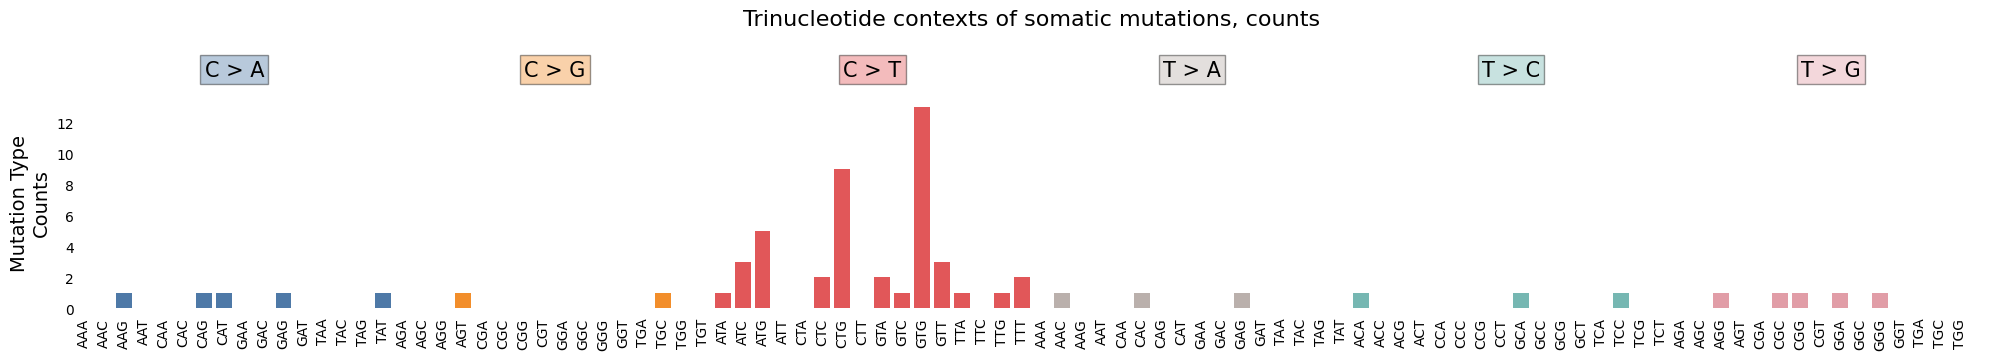 Trinucleotide contexts of somatic mutations, counts
C > A C > G C > T T > A T > C T > G
Mutation Type
Counts
12
10
8
6
4
2
0
AAA AAC AAG AAT CAA CAC CAG CAT GAA GAC GAG GAT TAA TAC TAG TAT AGA AGC AGG AGT CGA CGC CGG CGT GGA GGC GGG GGT TGA TGC TGG TGT ATA ATC ATG ATT CTA CTC CTG CTT GTA GTC GTG GTT TTA TTC TTG TTT AAA AAC AAG AAT CAA CAC CAG CAT GAA GAC GAG GAT TAA TAC TAG TAT ACA ACC ACG ACT CCA CCC CCG CCT GCA GCC GCG GCT TCA TCC TCG TCT AGA AGC AGG AGT CGA CGC CGG CGT GGA GGC GGG GGT TGA TGC TGG